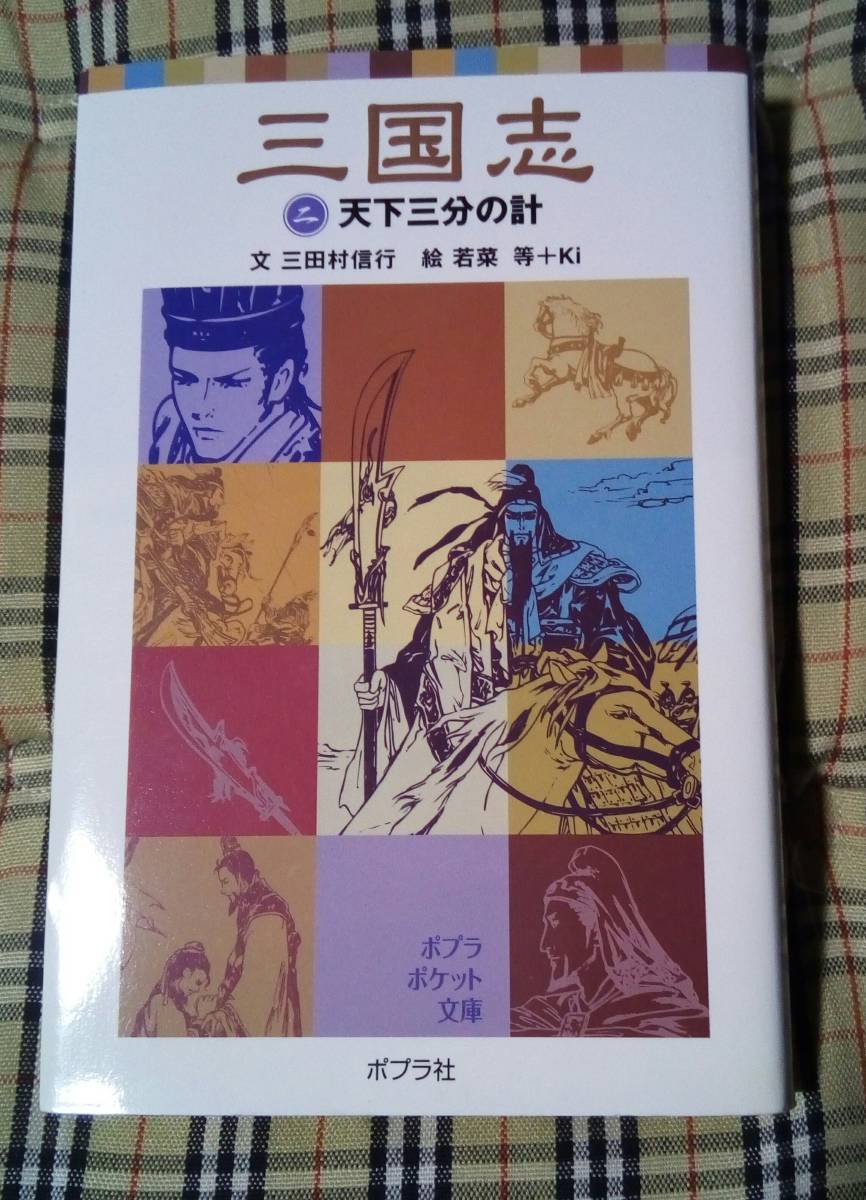 三国志
二 天下三分の計
文 三田村信行 絵 若菜 等+Ki
ポプラ
ポケット
文庫
ポプラ社